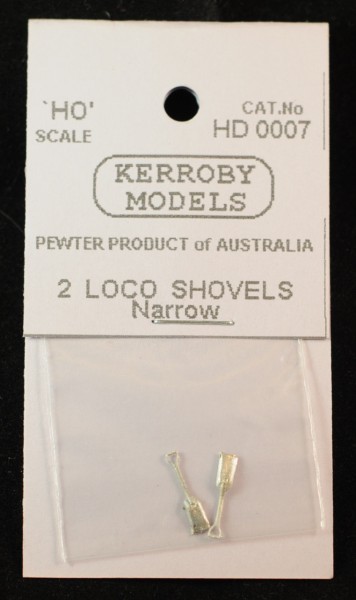 'HO'
SCALE
CAT.No
HD 0007
KERROBY
MODELS
PEWTER PRODUCT of AUSTRALIA
2 LOCO SHOVELS
Narrow